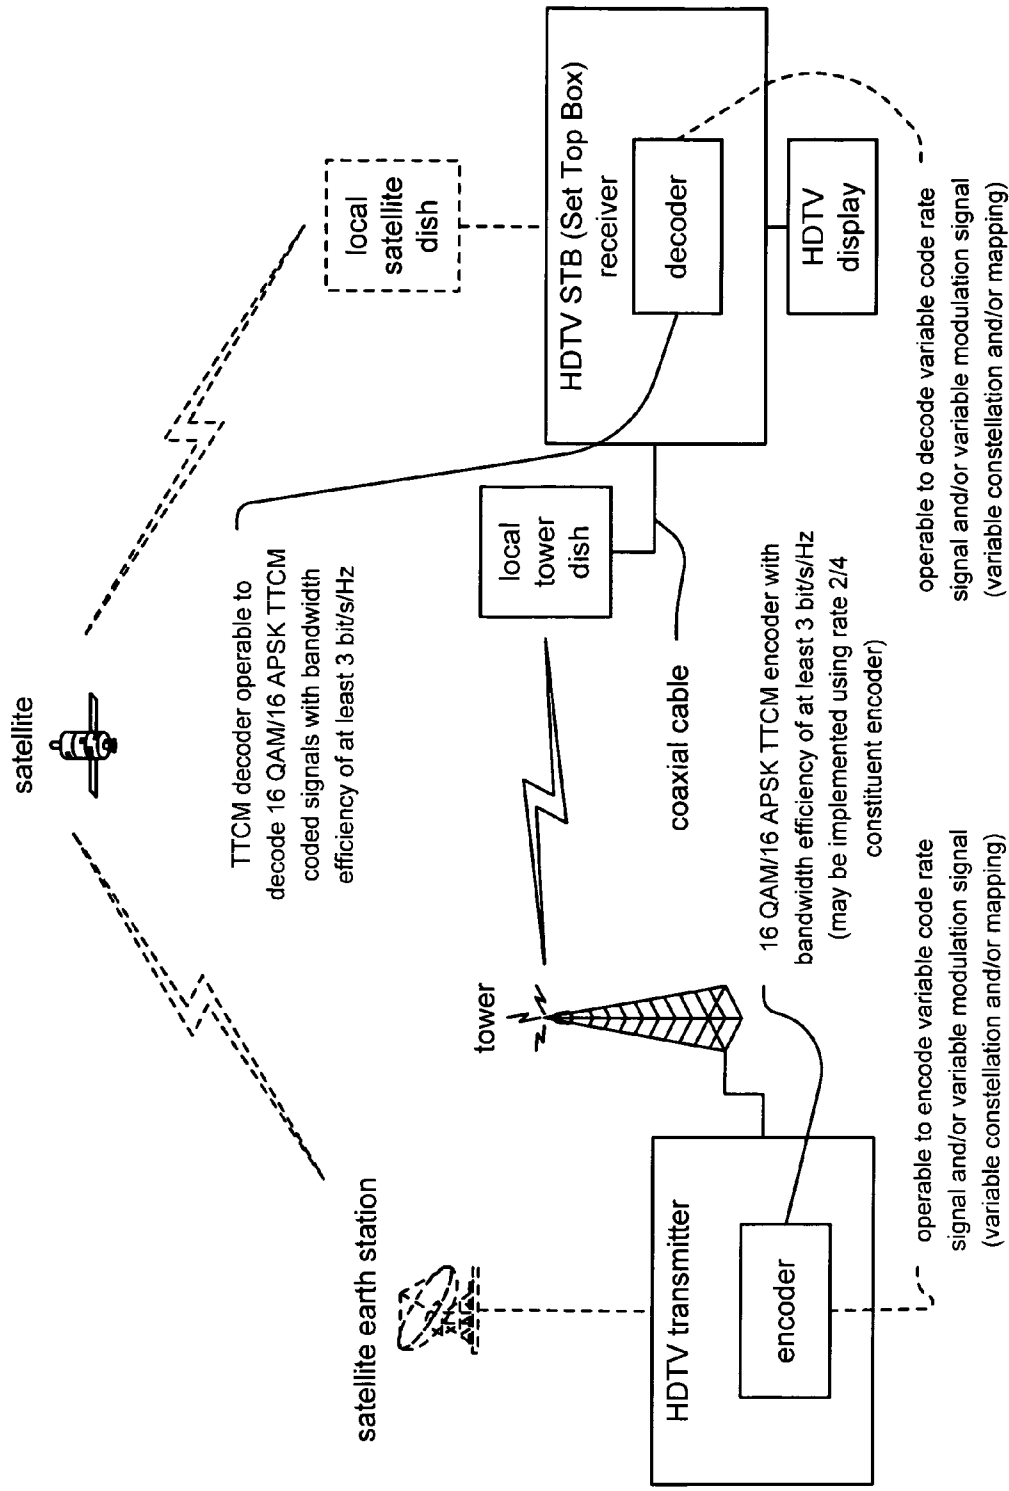 satellite
satellite earth station
local
satellite
dish
TTCM decoder operable to
decode 16 QAM/16 APSK TTCM
coded signals with bandwidth
efficiency of at least 3 bit/s/Hz
tower
local
tower
dish
HDTV STB (Set Top Box)
receiver
decoder
HDTV
display
coaxial cable
HDTV transmitter
encoder
16 QAM/16 APSK TTCM encoder with
bandwidth efficiency of at least 3 bit/s/Hz
(may be implemented using rate 2/4
constituent encoder)
operable to encode variable code rate
signal and/or variable modulation signal
(variable constellation and/or mapping)
operable to decode variable code rate
signal and/or variable modulation signal
(variable constellation and/or mapping)